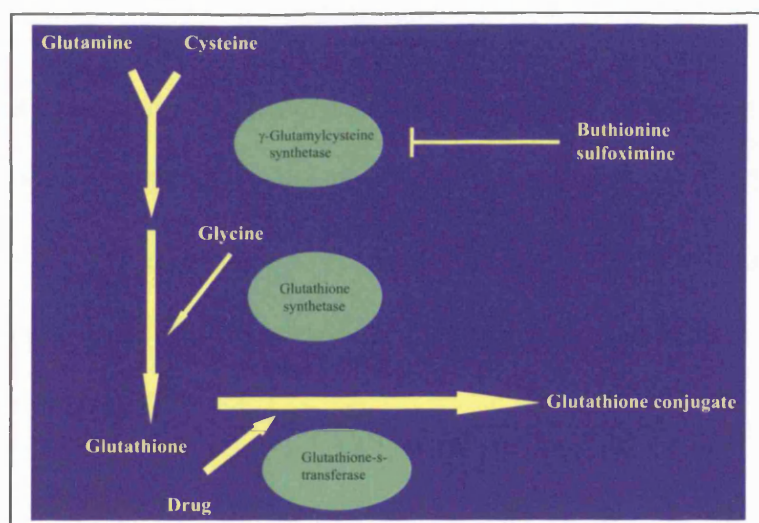 Glutamine Cysteine
γ-Glutamylcysteine
synthetase
Buthionine
sulfoximine
Glycine
Glutathione
synthetase
Glutathione conjugate
Glutathione
Glutathione-s-
transferase
Drug